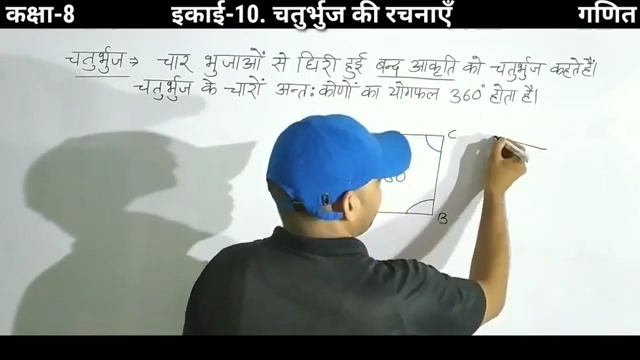 कक्षा-8 इकाई-10. चतुर्भुज की रचनाएँ गणित
चतुर्भुज → चार भुजाओं से घिरी हुई बन्द आकृति को चतुर्भुज कहते हैं।
चतुर्भुज के चारों अन्त: कोणों का योगफल 360° होता है।
C
B